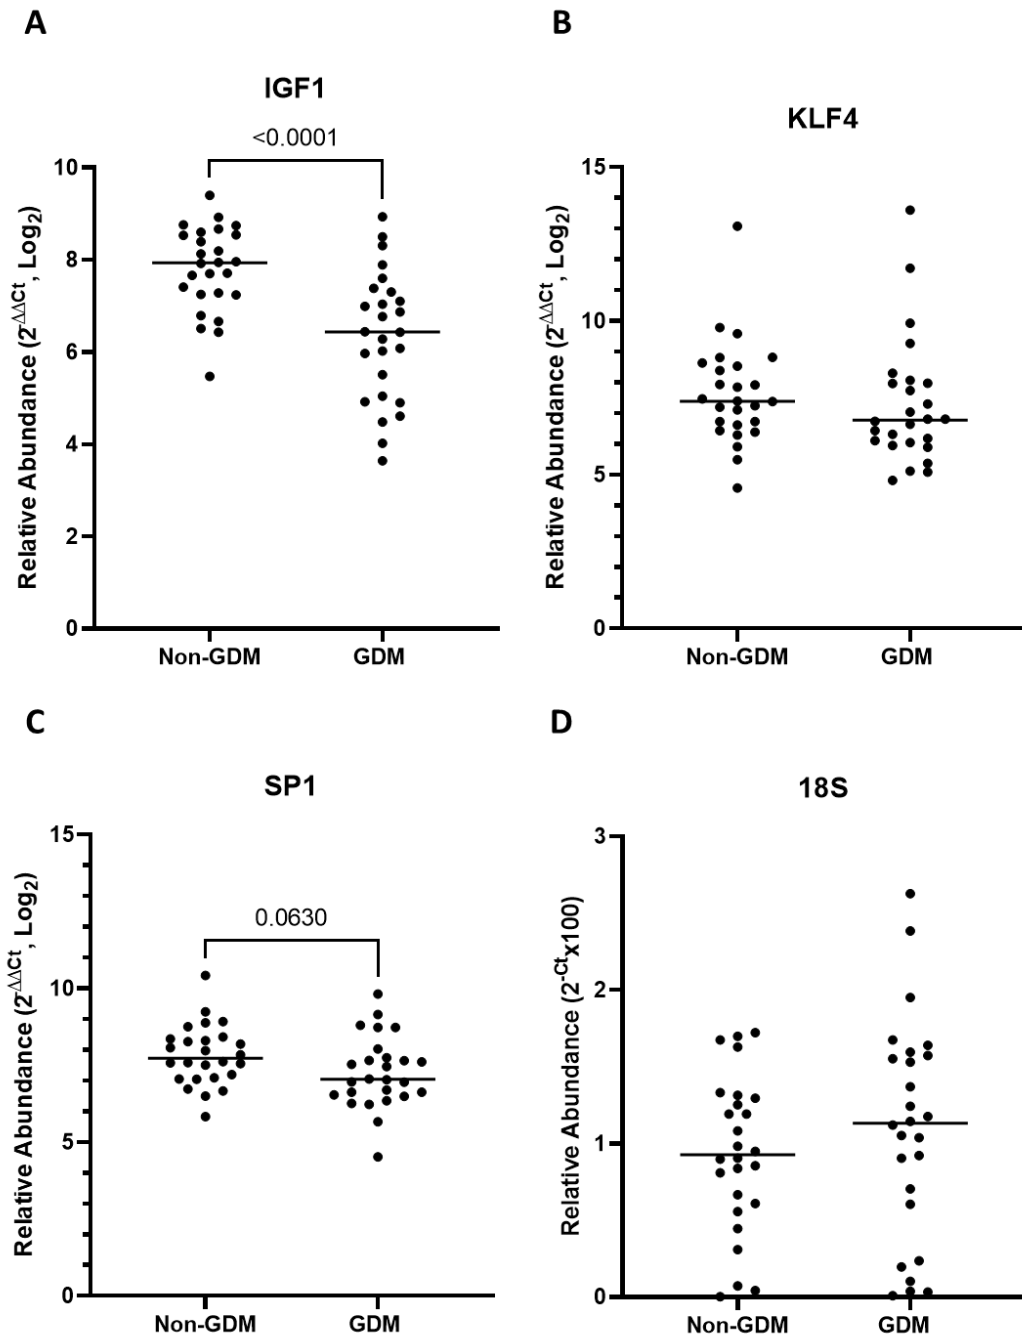 A
IGF1
<0.0001
Relative Abundance (2^-ΔΔCt, Log₂)
10
8
6
4
2
0
Non-GDM GDM
B
KLF4
Relative Abundance (2^-ΔΔCt, Log₂)
15
10
5
0
Non-GDM GDM
C
SP1
0.0630
Relative Abundance (2^-ΔΔCt, Log₂)
15
10
5
0
Non-GDM GDM
D
18S
Relative Abundance (2^-Ct x100)
3
2
1
0
Non-GDM GDM